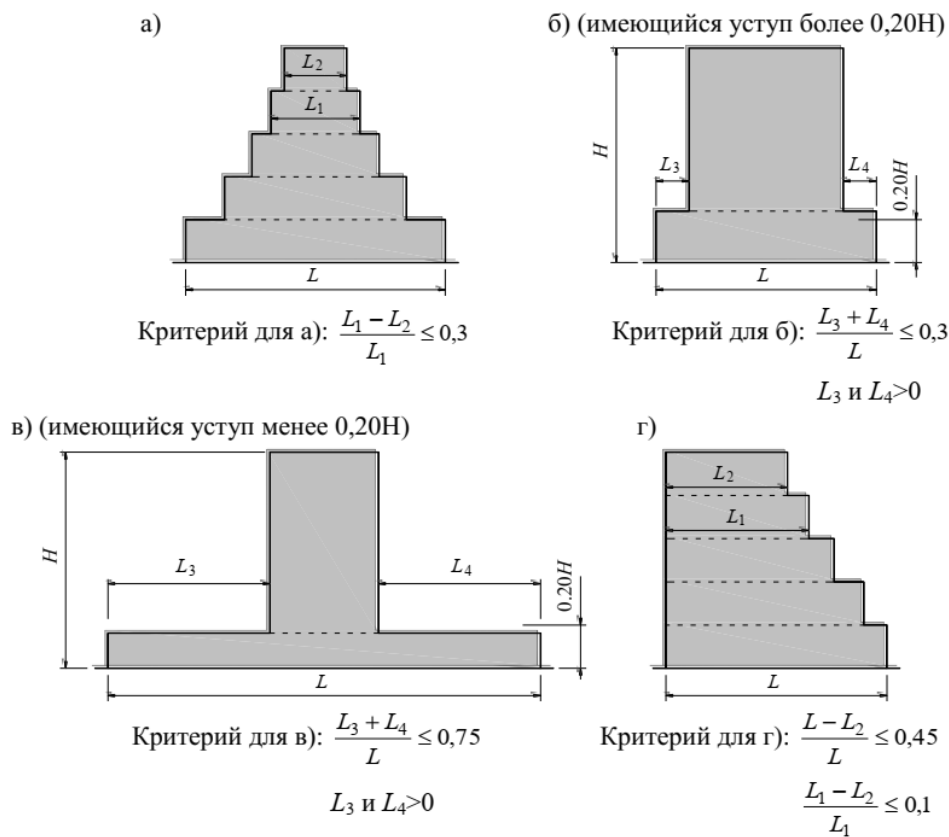 а)
б) (имеющийся уступ более 0,20H)
L₂
L₁
L
H
L₃
L₄
0.20H
L
Критерий для а): (L₁ − L₂)/L₁ ≤ 0,3
Критерий для б): (L₃ + L₄)/L ≤ 0,3
L₃ и L₄>0
в) (имеющийся уступ менее 0,20H)
г)
H
L₃
L₄
0.20H
L
L₂
L₁
L
Критерий для в): (L₃ + L₄)/L ≤ 0,75
L₃ и L₄>0
Критерий для г): (L − L₂)/L ≤ 0,45
(L₁ − L₂)/L₁ ≤ 0,1